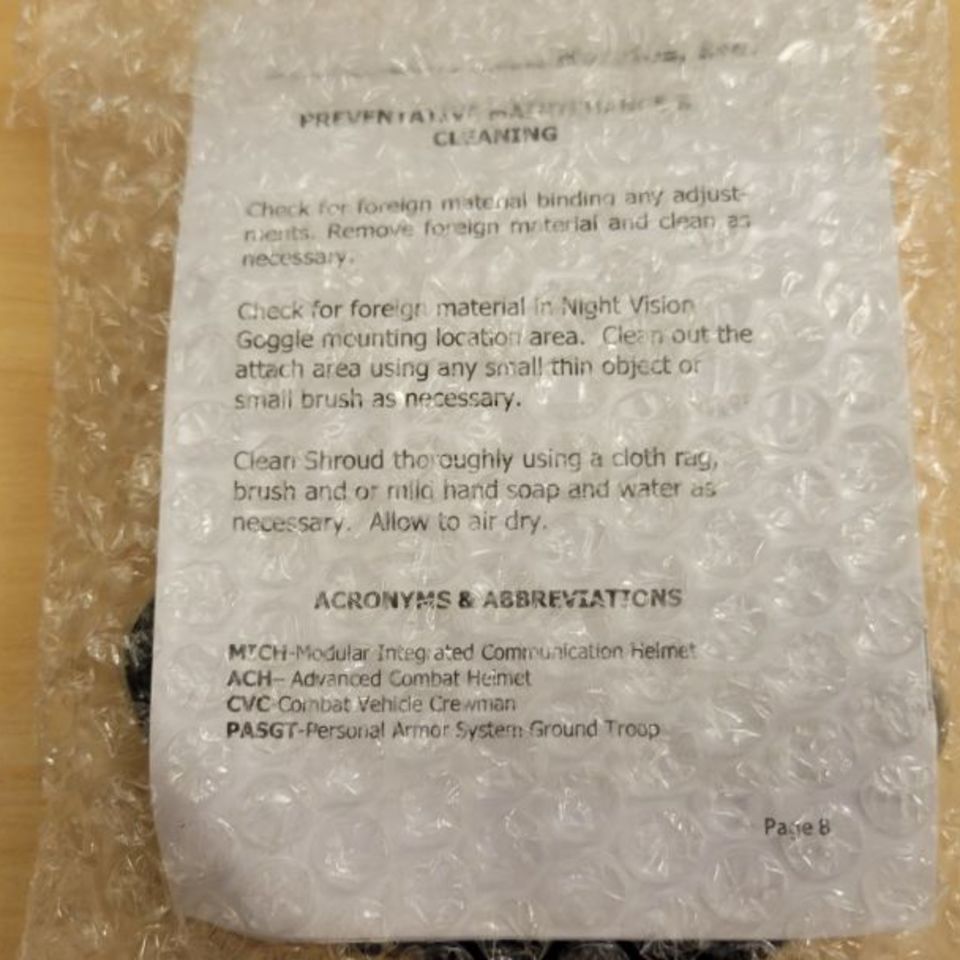 PREVENTATIVE MAINTENANCE &
CLEANING
Check for foreign material binding any adjust-
ments. Remove foreign material and clean as
necessary.
Check for foreign material in Night Vision
Goggle mounting location area. Clean out the
attach area using any small thin object or
small brush as necessary.
Clean Shroud thoroughly using a cloth rag,
brush and or mild hand soap and water as
necessary. Allow to air dry.
ACRONYMS & ABBREVIATIONS
MICH-Modular Integrated Communication Helmet
ACH- Advanced Combat Helmet
CVC-Combat Vehicle Crewman
PASGT-Personal Armor System Ground Troop
Page 8